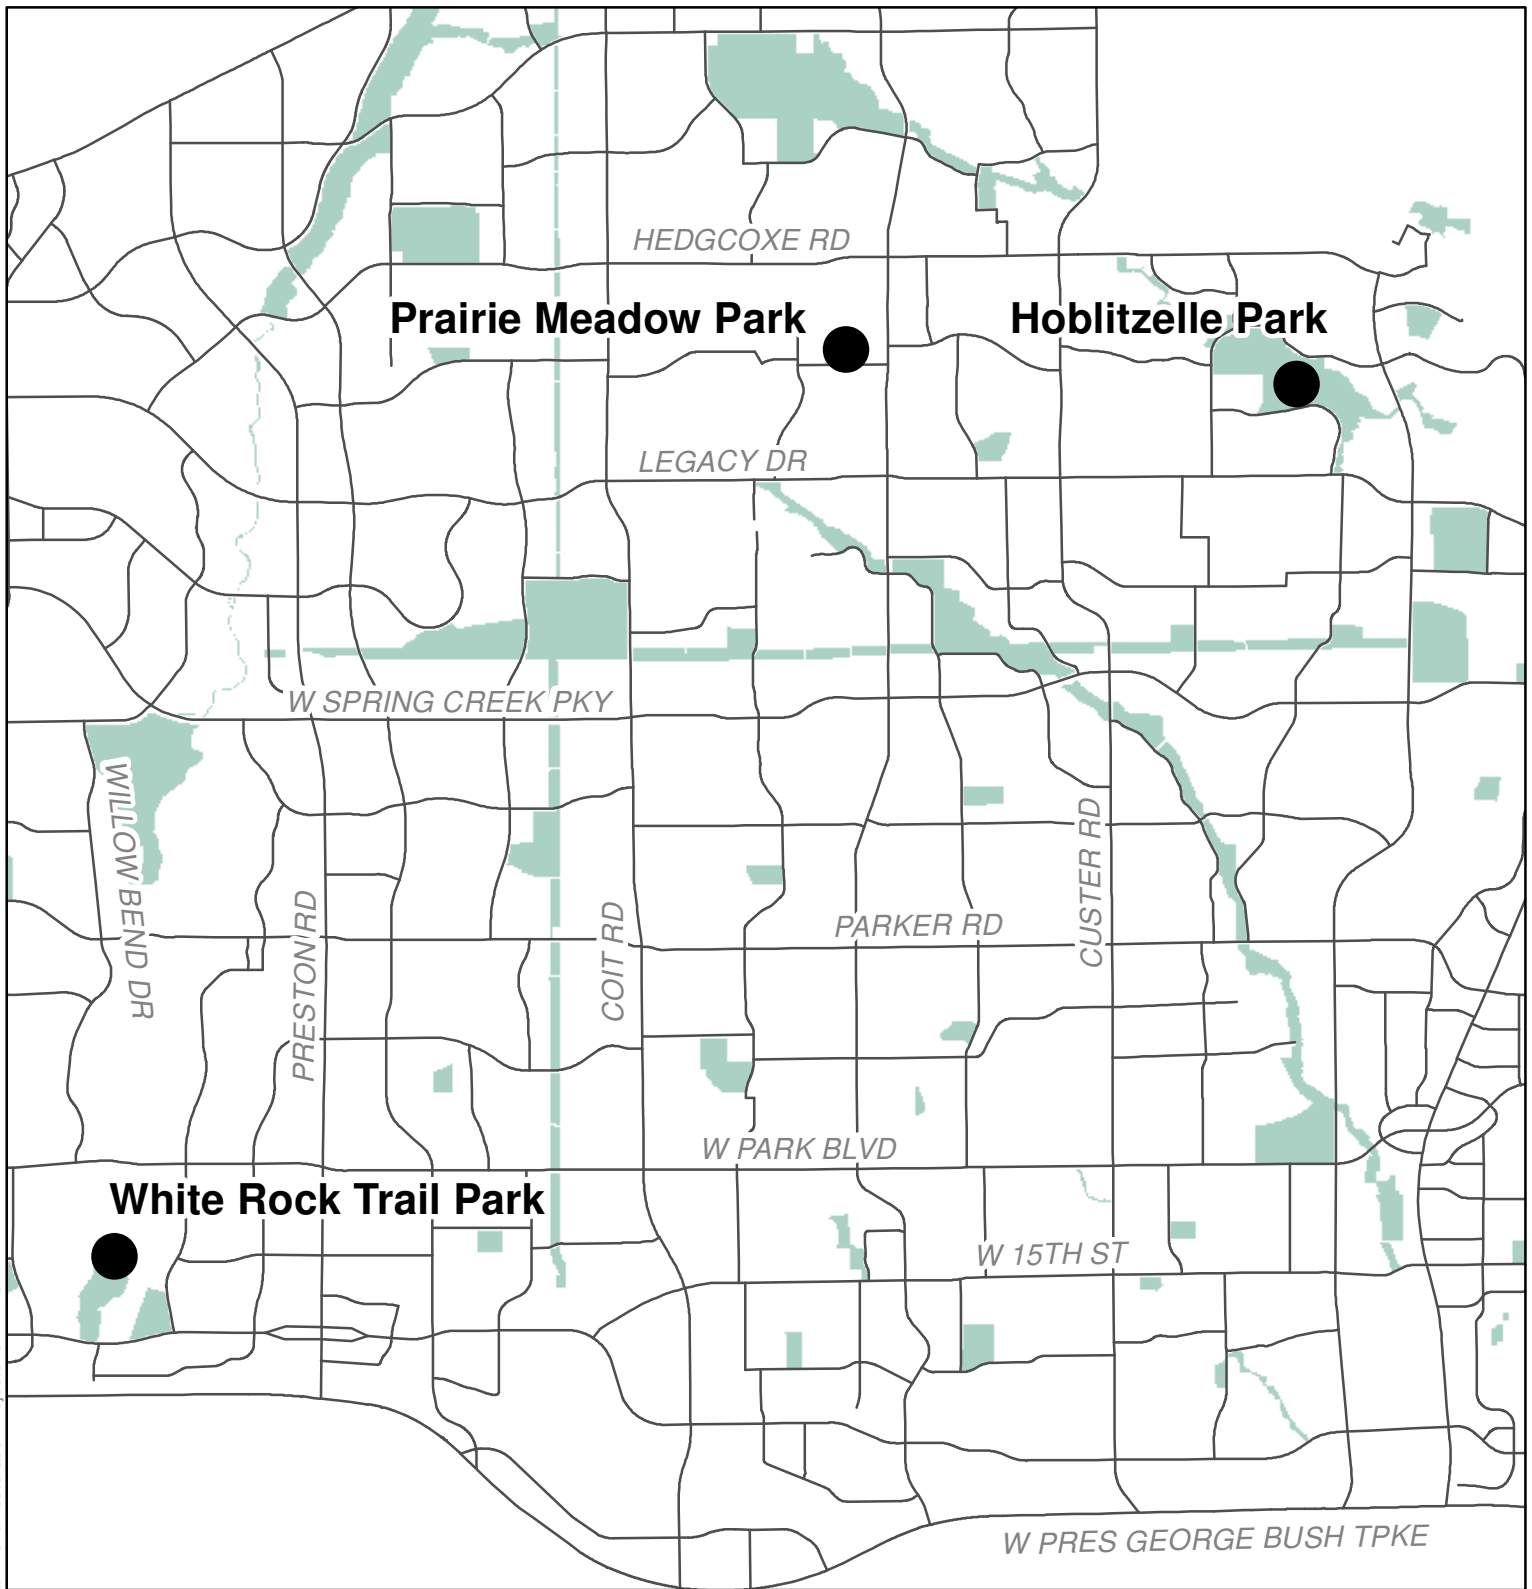 HEDGCOXE RD
Prairie Meadow Park
Hoblitzelle Park
LEGACY DR
W SPRING CREEK PKY
WILLOW BEND DR
PRESTON RD
COIT RD
CUSTER RD
PARKER RD
W PARK BLVD
White Rock Trail Park
W 15TH ST
W PRES GEORGE BUSH TPKE